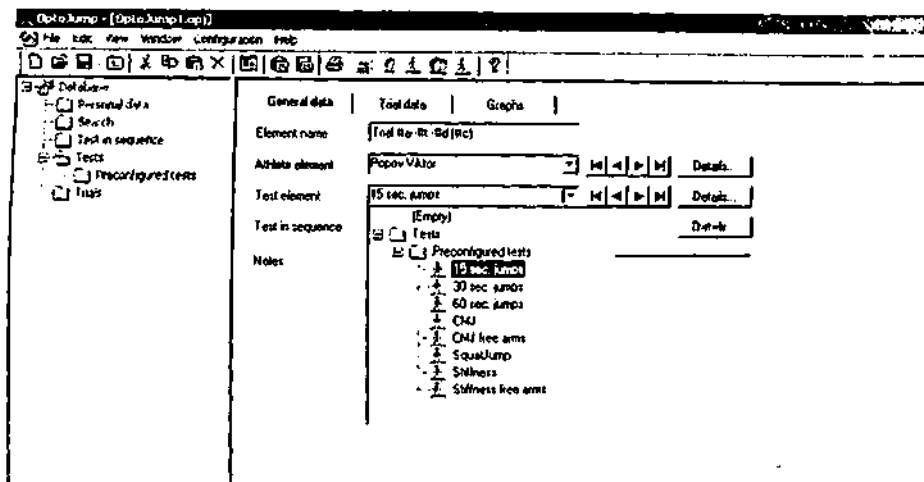 OptoJump - [OptoJump1.opj]
File Edit View Window Configuration Help
Database
Personal data
Search
Test in sequence
Tests
Preconfigured tests
Trials
General data
Trial data
Graphs
Element name
Athlete element
Popov Viktor
Details...
Test element
15 sec. jumps
Details...
Test in sequence
Details
Notes
(Empty)
Tests
Preconfigured tests
15 sec. jumps
30 sec. jumps
60 sec. jumps
CMJ
CMJ free arms
SquatJump
Stiffness
Stiffness free arms